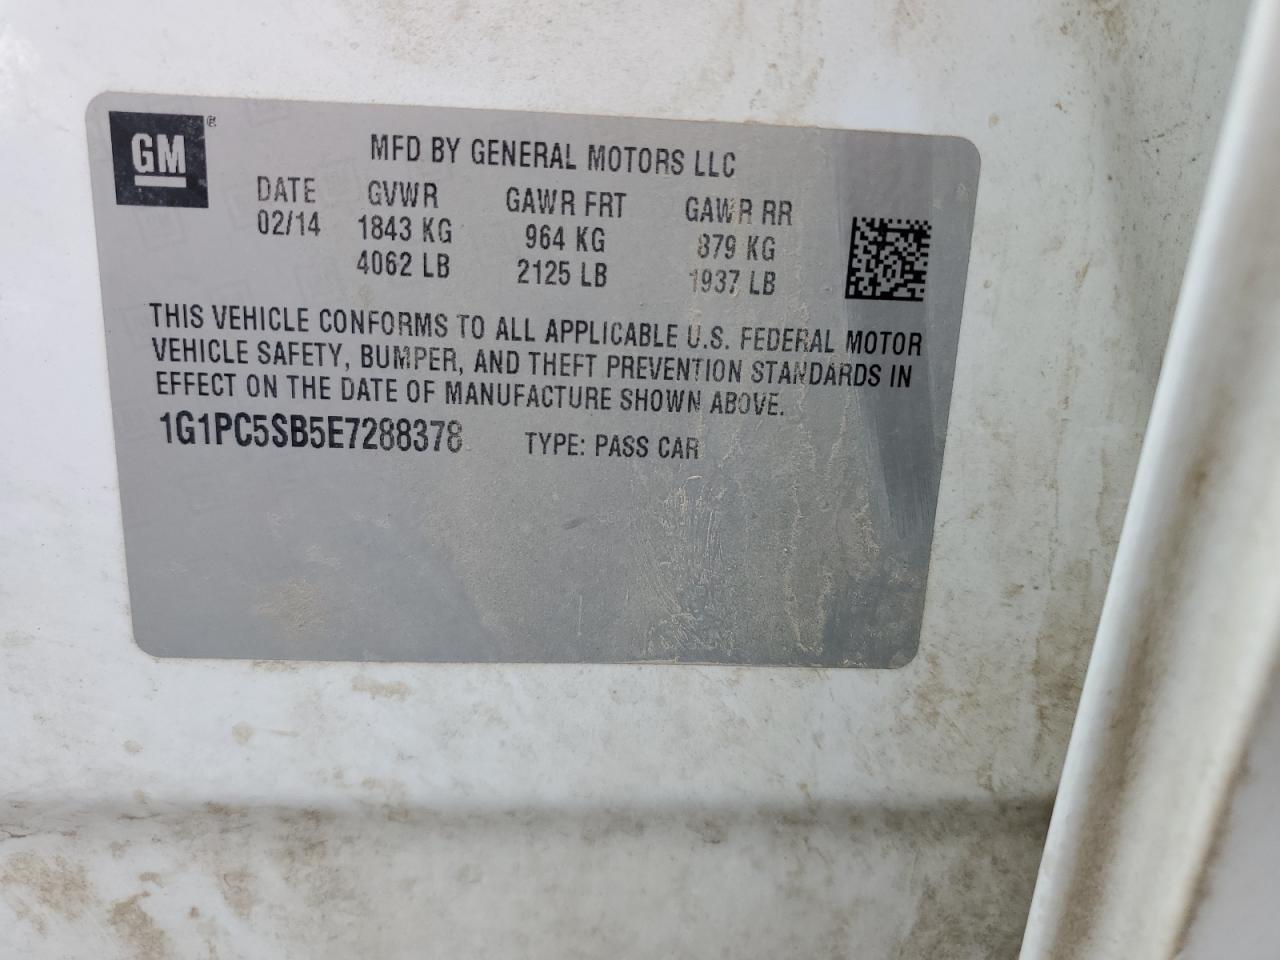 GM®
MFD BY GENERAL MOTORS LLC
DATE GVWR GAWR FRT GAWR RR
02/14 1843 KG 964 KG 879 KG
4062 LB 2125 LB 1937 LB
THIS VEHICLE CONFORMS TO ALL APPLICABLE U.S. FEDERAL MOTOR
VEHICLE SAFETY, BUMPER, AND THEFT PREVENTION STANDARDS IN
EFFECT ON THE DATE OF MANUFACTURE SHOWN ABOVE.
1G1PC5SB5E7288378 TYPE: PASS CAR